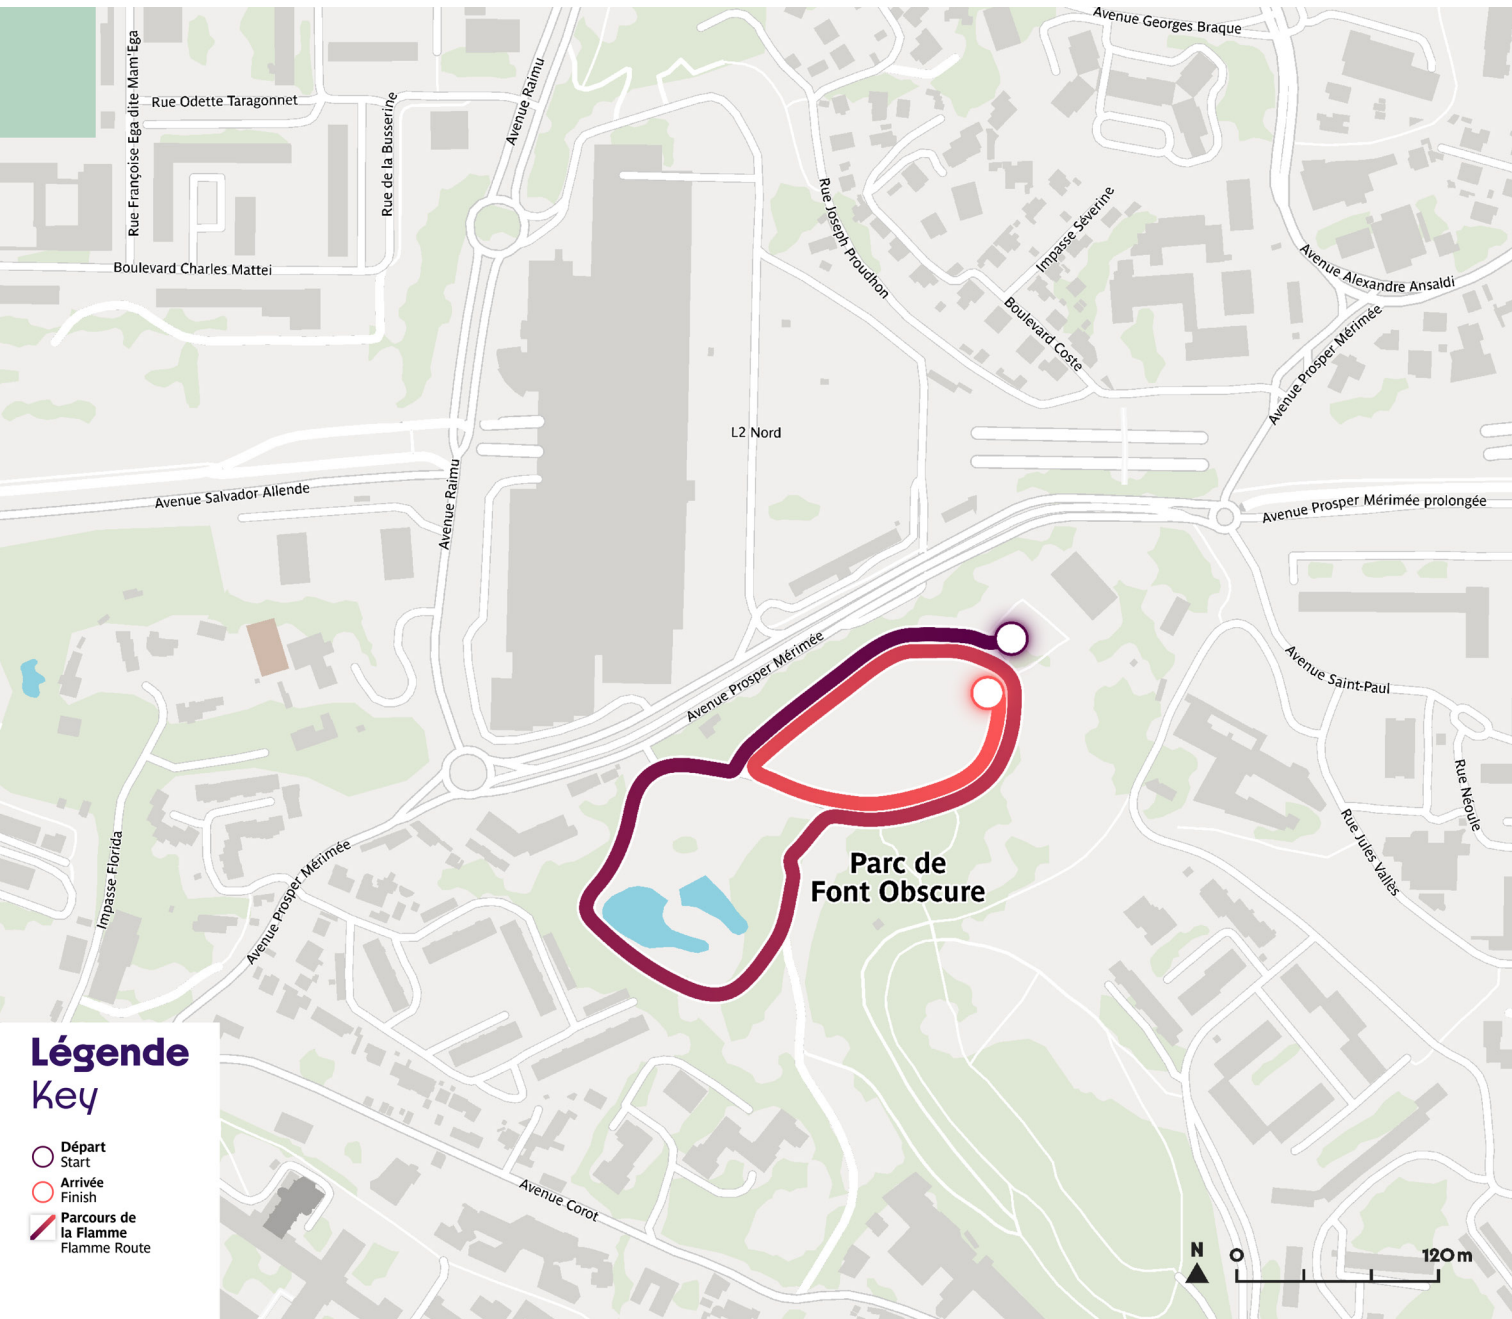 Avenue Georges Braque
Rue Françoise Ega dite Mam'Ega
Rue Odette Taragonnet
Avenue Raimu
Rue de la Busserine
Rue Joseph Proudhon
Impasse Séverine
Boulevard Charles Mattei
Avenue Alexandre Ansaldi
Boulevard Coste
Avenue Prosper Mérimée
L2 Nord
Avenue Salvador Allende
Avenue Raimu
Avenue Prosper Mérimée prolongée
Avenue Prosper Mérimée
Avenue Saint-Paul
Rue Néoule
Impasse Florida
Avenue Prosper Mérimée
Rue Jules Vallès
Parc de
Font Obscure
Avenue Corot
Légende
Key
Départ
Start
Arrivée
Finish
Parcours de
la Flamme
Flamme Route
N
0
120 m